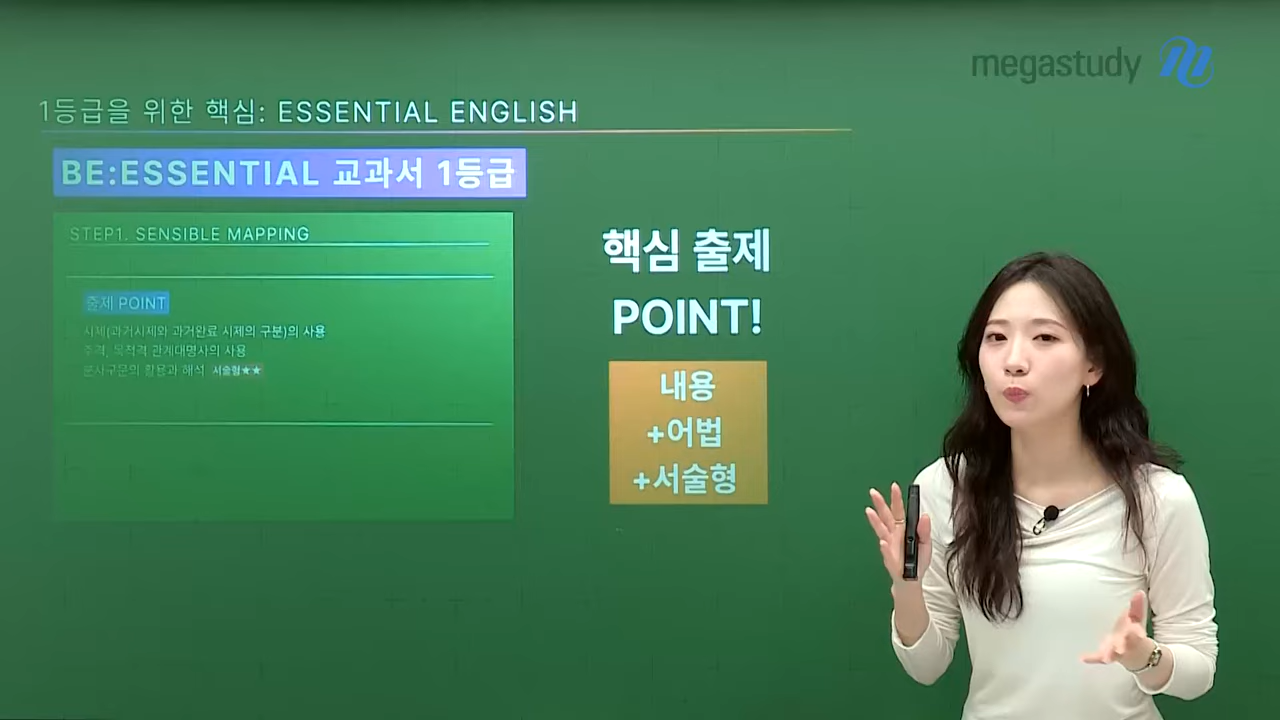 megastudy
1등급을 위한 핵심: ESSENTIAL ENGLISH
BE:ESSENTIAL 교과서 1등급
STEP1. SENSIBLE MAPPING
출제 POINT
시제(과거시제와 과거완료 시제의 구분)의 사용
주격, 목적격 관계대명사의 사용
분사구문의 활용과 해석 서술형★★
핵심 출제
POINT!
내용
+어법
+서술형